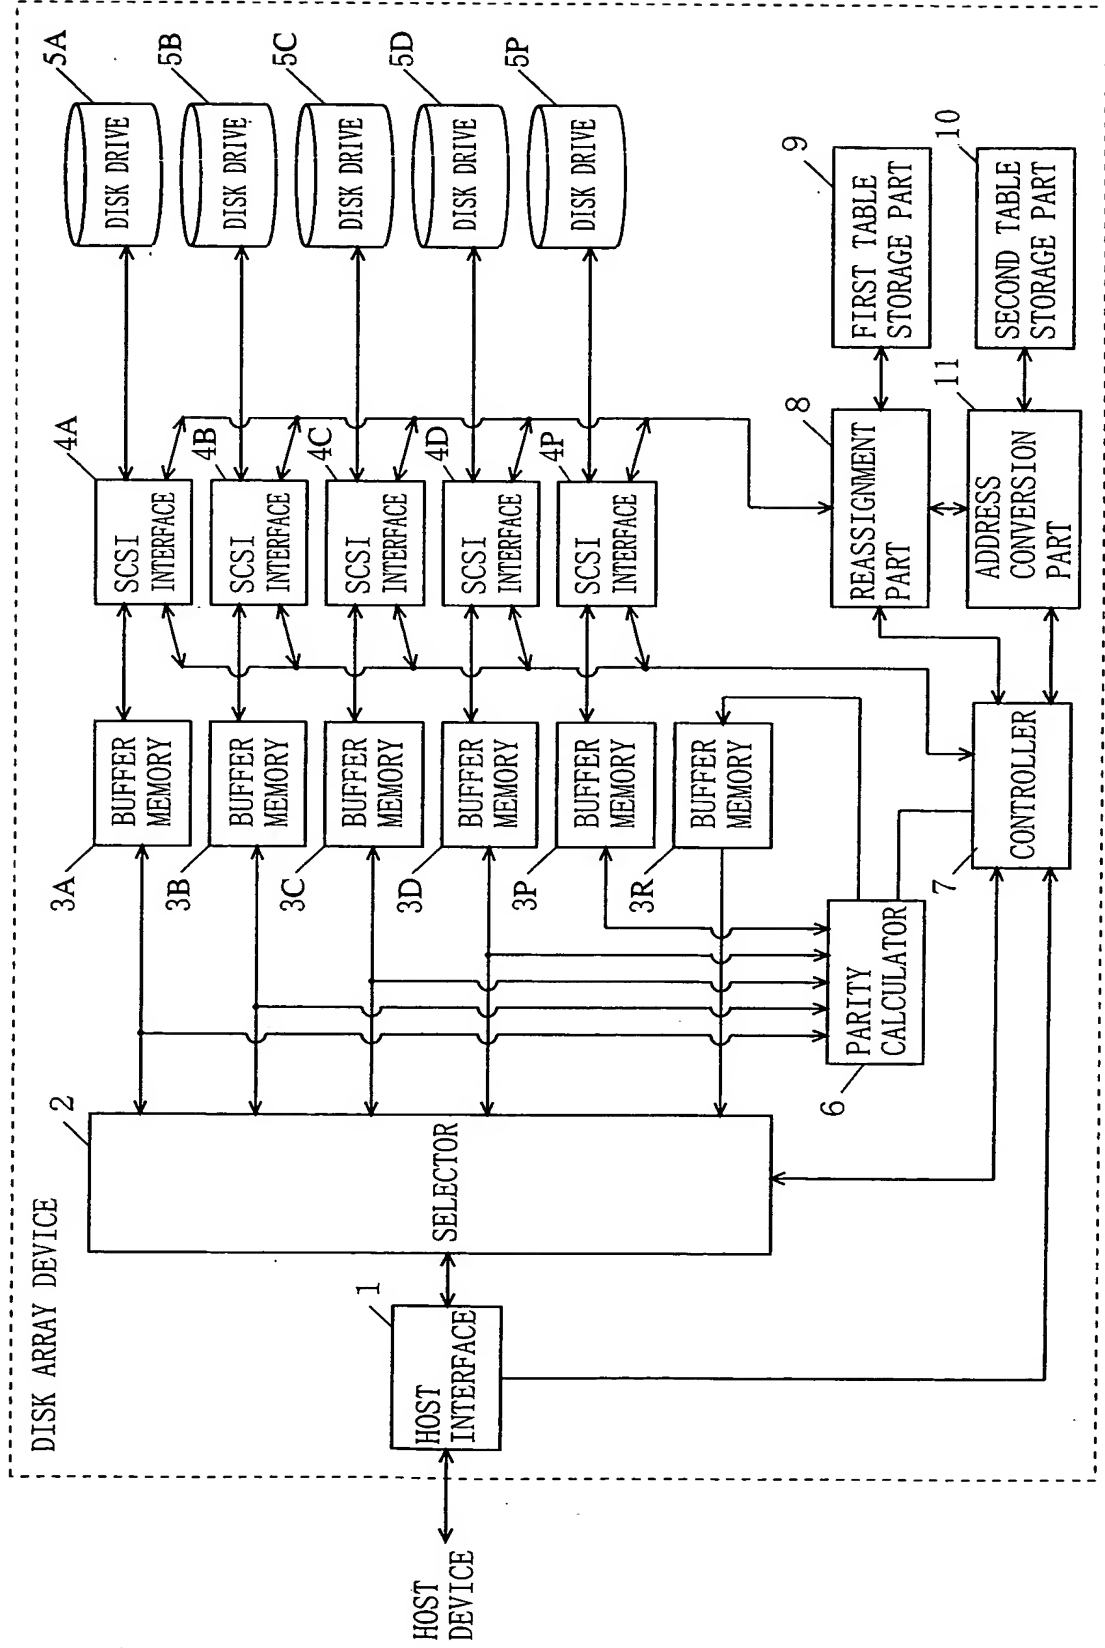 DISK ARRAY DEVICE
HOST
DEVICE
1
HOST
INTERFACE
2
SELECTOR
3A
BUFFER
MEMORY
3B
BUFFER
MEMORY
3C
BUFFER
MEMORY
3D
BUFFER
MEMORY
3P
BUFFER
MEMORY
3R
BUFFER
MEMORY
4A
SCSI
INTERFACE
4B
SCSI
INTERFACE
4C
SCSI
INTERFACE
4D
SCSI
INTERFACE
4P
SCSI
INTERFACE
5A
DISK DRIVE
5B
DISK DRIVE
5C
DISK DRIVE
5D
DISK DRIVE
5P
DISK DRIVE
6
PARITY
CALCULATOR
7
CONTROLLER
8
REASSIGNMENT
PART
9
FIRST TABLE
STORAGE PART
11
ADDRESS
CONVERSION
PART
10
SECOND TABLE
STORAGE PART